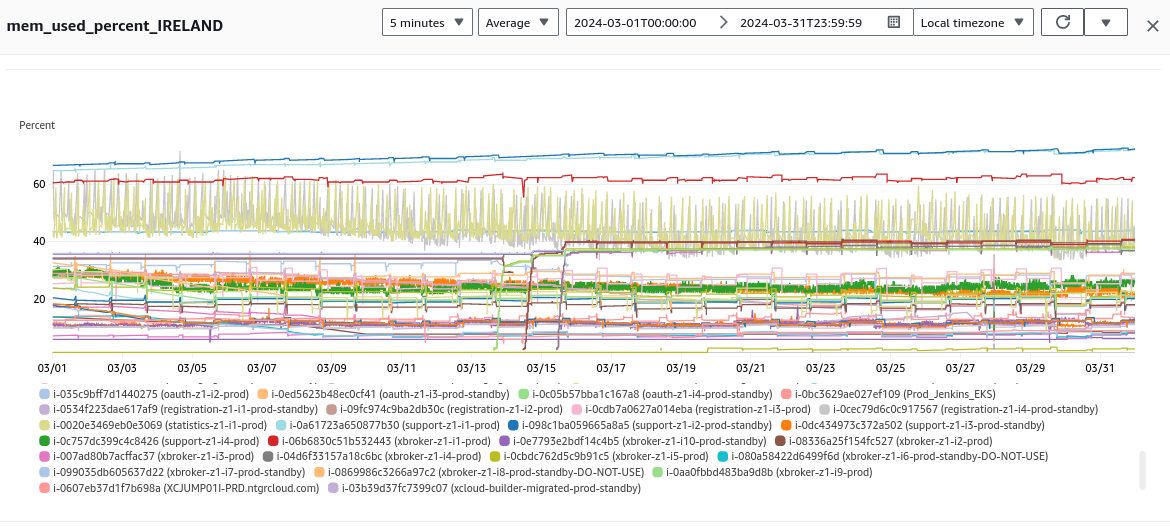 mem_used_percent_IRELAND
5 minutes
Average
2024-03-01T00:00:00
2024-03-31T23:59:59
Local timezone
Percent
60
40
20
03/01 03/03 03/05 03/07 03/09 03/11 03/13 03/15 03/17 03/19 03/21 03/23 03/25 03/27 03/29 03/31
i-035c9bff7d1440275 (oauth-z1-i2-prod) i-0ed5623b48ec0cf41 (oauth-z1-i3-prod-standby) i-0c05b57bba1c167a8 (oauth-z1-i4-prod-standby) i-0bc3629ae027ef109 (Prod_Jenkins_EKS)
i-0534f223dae617af9 (registration-z1-i1-prod-standby) i-09fc974c9ba2db30c (registration-z1-i2-prod) i-0cdb7a0627a014eba (registration-z1-i3-prod) i-0cec79d6c0c917567 (registration-z1-i4-prod-standby)
i-0020e3469eb0e3069 (statistics-z1-i1-prod) i-0a61723a650877b30 (support-z1-i1-prod) i-098c1ba059665a8a5 (support-z1-i2-prod-standby) i-0dc434973c372a502 (support-z1-i3-prod-standby)
i-0c757dc399c4c8426 (support-z1-i4-prod) i-06b6830c51b532443 (xbroker-z1-i1-prod) i-0e7793e2bdf14c4b5 (xbroker-z1-i10-prod-standby) i-08336a25f154fc527 (xbroker-z1-i2-prod)
i-007ad80b7acffac37 (xbroker-z1-i3-prod) i-04d6f33157a18c6bc (xbroker-z1-i4-prod) i-0cbdc762d5c9b91c5 (xbroker-z1-i5-prod) i-080a58422d6499f6d (xbroker-z1-i6-prod-standby-DO-NOT-USE)
i-099035db605637d22 (xbroker-z1-i7-prod-standby) i-0869986c3266a97c2 (xbroker-z1-i8-prod-standby-DO-NOT-USE) i-0aa0fbbd483ba9d8b (xbroker-z1-i9-prod)
i-0607eb37d1f7b698a (XCJUMP01I-PRD.ntgrcloud.com) i-03b39d37fc7399c07 (xcloud-builder-migrated-prod-standby)